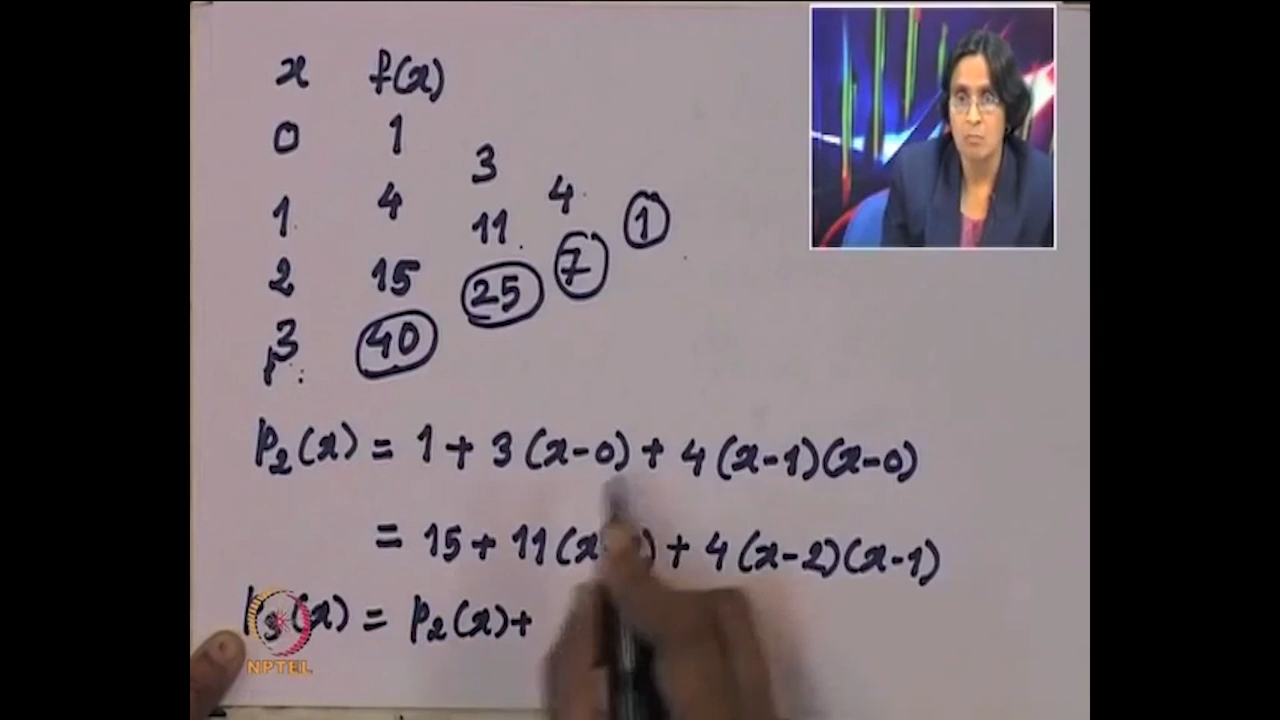 x f(x)
0 1
3
1 4 4
11 1
2 15 7
25
3 40
P₂(x) = 1 + 3(x-0) + 4(x-1)(x-0)
= 15 + 11(x ) + 4(x-2)(x-1)
P₃(x) = P₂(x)+
NPTEL